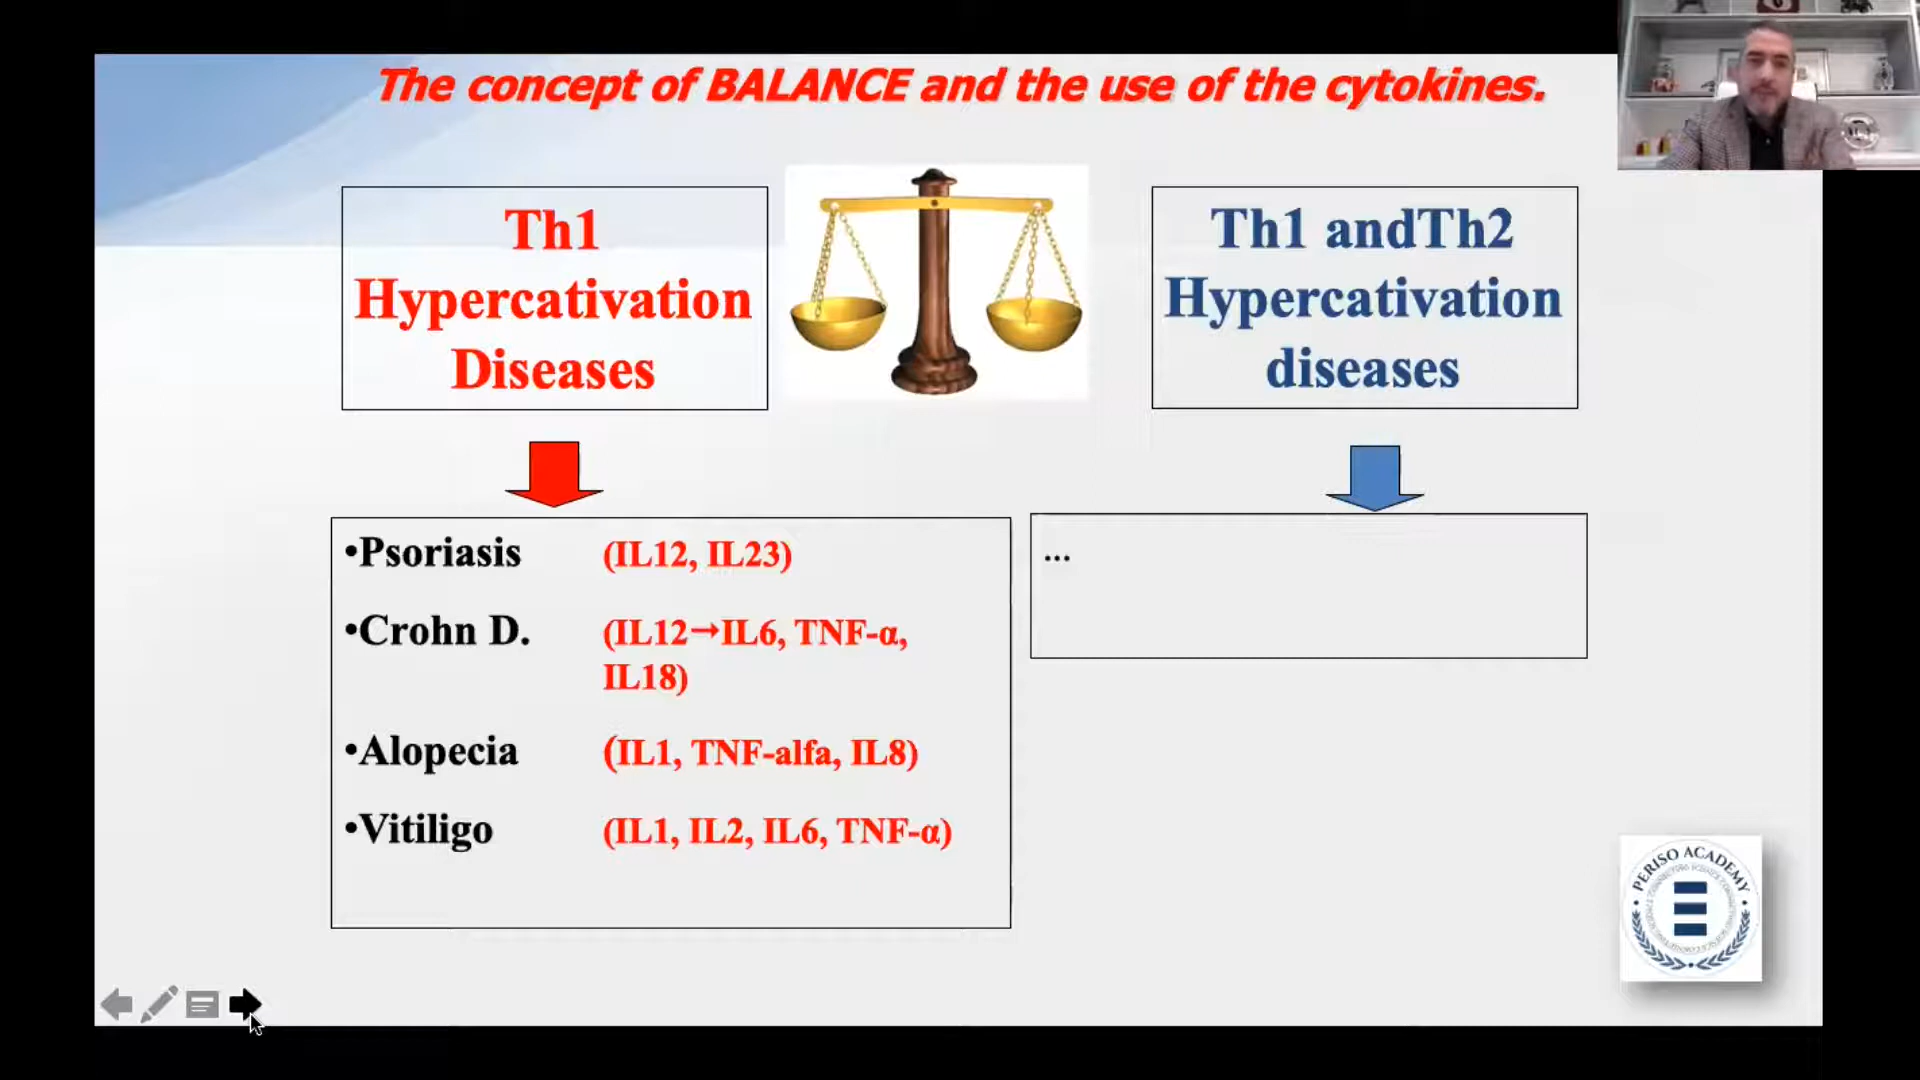 The concept of BALANCE and the use of the cytokines.
Th1
Hypercativation
Diseases
Th1 andTh2
Hypercativation
diseases
•Psoriasis (IL12, IL23)
•Crohn D. (IL12→IL6, TNF-α,
IL18)
•Alopecia (IL1, TNF-alfa, IL8)
•Vitiligo (IL1, IL2, IL6, TNF-α)
...
PERISO ACADEMY